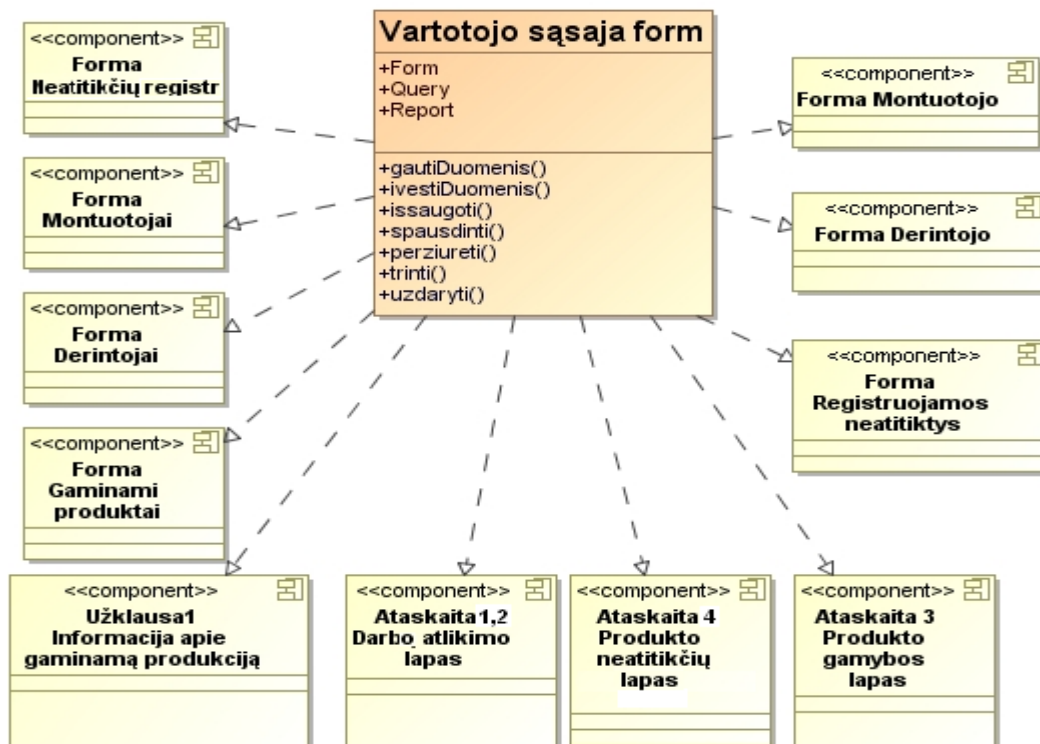 <<component>>
Forma
Neatitikčių registr
<<component>>
Forma
Montuotojai
<<component>>
Forma
Derintojai
<<component>>
Forma
Gaminami
produktai
Vartotojo sąsaja form
+Form
+Query
+Report
+gautiDuomenis()
+ivestiDuomenis()
+issaugoti()
+spausdinti()
+perziureti()
+trinti()
+uzdaryti()
<<component>>
Forma Montuotojo
<<component>>
Forma Derintojo
<<component>>
Forma
Registruojamos
neatitiktys
<<component>>
Užklausa1
Informacija apie
gaminamą produkciją
<<component>>
Ataskaita1,2
Darbo atlikimo
lapas
<<component>>
Ataskaita 4
Produkto
neatitikčių
lapas
<<component>>
Ataskaita 3
Produkto
gamybos
lapas